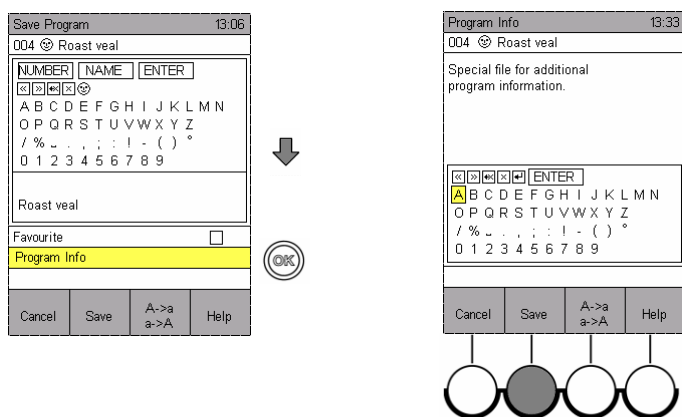 Save Program 13:06
004 Roast veal
NUMBER NAME ENTER
« » x
A B C D E F G H I J K L M N
O P Q R S T U V W X Y Z
/ % . , ; : ! - ( ) °
0 1 2 3 4 5 6 7 8 9
Roast veal
Favourite
Program Info
Cancel Save A->a a->A Help
OK
Program Info 13:33
004 Roast veal
Special file for additional
program information.
« » x ↵ ENTER
A B C D E F G H I J K L M N
O P Q R S T U V W X Y Z
/ % . , ; : ! - ( ) °
0 1 2 3 4 5 6 7 8 9
Cancel Save A->a a->A Help